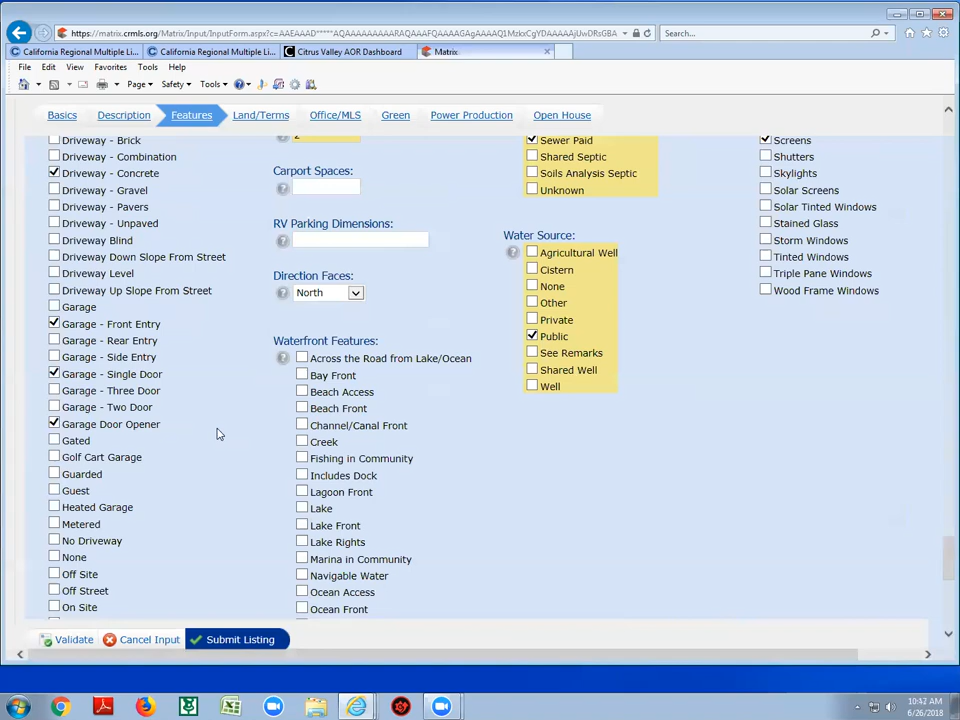 https://matrix.crmls.org/Matrix/Input/InputForm.aspx?c=
Search...
California Regional Multiple Li...
California Regional Multiple Li...
Citrus Valley AOR Dashboard
Matrix
File Edit View Favorites Tools Help
Page Safety Tools
Basics Description Features Land/Terms Office/MLS Green Power Production Open House
Driveway - Brick
Driveway - Combination
Driveway - Concrete
Driveway - Gravel
Driveway - Pavers
Driveway - Unpaved
Driveway Blind
Driveway Down Slope From Street
Driveway Level
Driveway Up Slope From Street
Garage
Garage - Front Entry
Garage - Rear Entry
Garage - Side Entry
Garage - Single Door
Garage - Three Door
Garage - Two Door
Garage Door Opener
Gated
Golf Cart Garage
Guarded
Guest
Heated Garage
Metered
No Driveway
None
Off Site
Off Street
On Site
Carport Spaces:
RV Parking Dimensions:
Direction Faces:
North
Waterfront Features:
Across the Road from Lake/Ocean
Bay Front
Beach Access
Beach Front
Channel/Canal Front
Creek
Fishing in Community
Includes Dock
Lagoon Front
Lake
Lake Front
Lake Rights
Marina in Community
Navigable Water
Ocean Access
Ocean Front
Sewer Paid
Shared Septic
Soils Analysis Septic
Unknown
Water Source:
Agricultural Well
Cistern
None
Other
Private
Public
See Remarks
Shared Well
Well
Screens
Shutters
Skylights
Solar Screens
Solar Tinted Windows
Stained Glass
Storm Windows
Tinted Windows
Triple Pane Windows
Wood Frame Windows
Validate Cancel Input Submit Listing
10:42 AM
6/26/2018